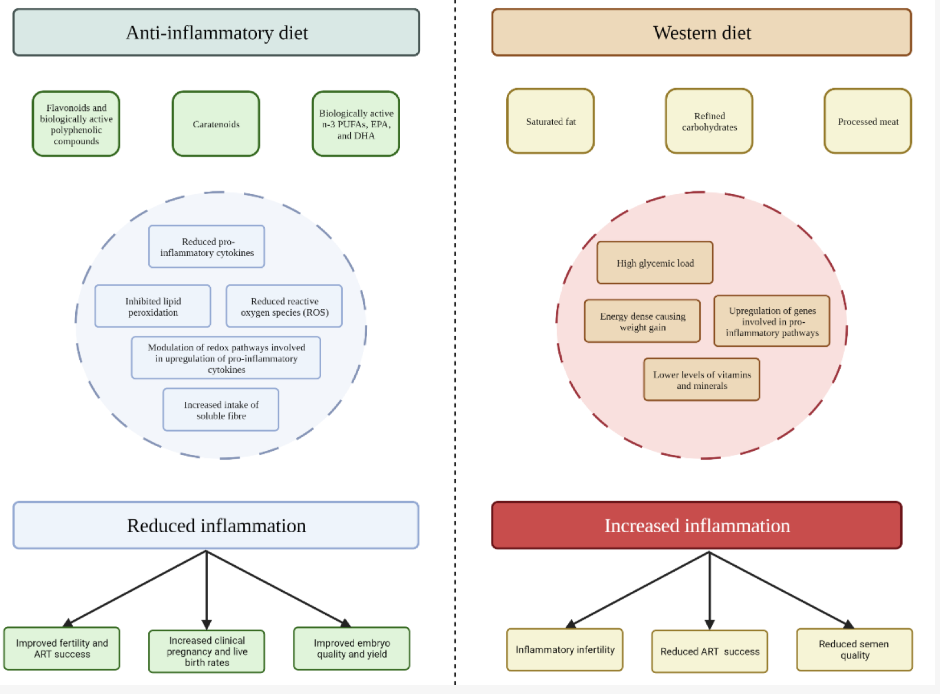 Anti-inflammatory diet
Flavonoids and
biologically active
polyphenolic
compounds
Caratenoids
Biologically active
n-3 PUFAs, EPA,
and DHA
Reduced pro-
inflammatory cytokines
Inhibited lipid
peroxidation
Reduced reactive
oxygen species (ROS)
Modulation of redox pathways involved
in upregulation of pro-inflammatory
cytokines
Increased intake of
soluble fibre
Reduced inflammation
Improved fertility and
ART success
Increased clinical
pregnancy and live
birth rates
Improved embryo
quality and yield
Western diet
Saturated fat
Refined
carbohydrates
Processed meat
High glycemic load
Energy dense causing
weight gain
Upregulation of genes
involved in pro-
inflammatory pathways
Lower levels of vitamins
and minerals
Increased inflammation
Inflammatory infertility
Reduced ART success
Reduced semen
quality